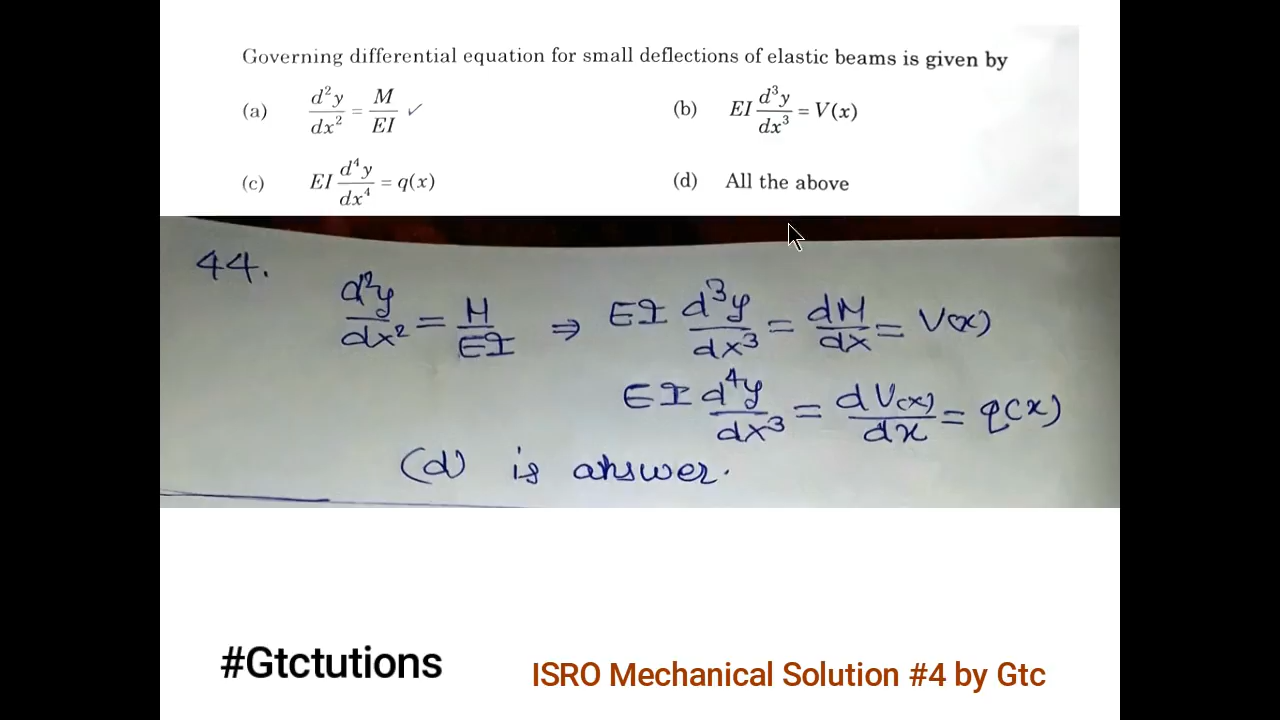 Governing differential equation for small deflections of elastic beams is given by
(a) d²y/dx² = M/EI ✓ (b) EI d³y/dx³ = V(x)
(c) EI d⁴y/dx⁴ = q(x) (d) All the above
44.
d²y/dx² = M/EI ⇒ EI d³y/dx³ = dM/dx = V(x)
EI d⁴y/dx³ = dV(x)/dx = q(x)
(d) is answer.
#Gtctutions
ISRO Mechanical Solution #4 by Gtc